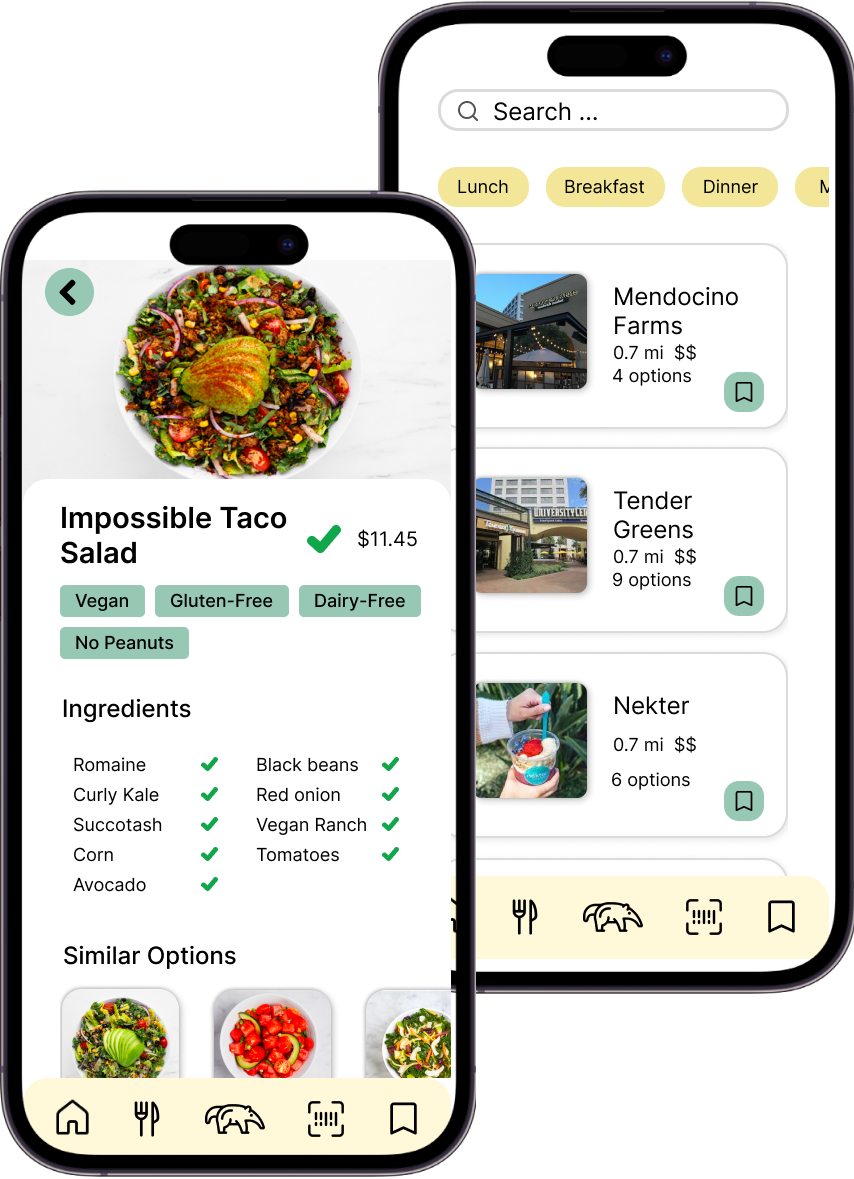 Search ...
Lunch
Breakfast
Dinner
M
Mendocino
Farms
0.7 mi $$
4 options
Tender
Greens
0.7 mi $$
9 options
Nekter
0.7 mi $$
6 options
Impossible Taco
Salad
$11.45
Vegan
Gluten-Free
Dairy-Free
No Peanuts
Ingredients
Romaine
Black beans
Curly Kale
Red onion
Succotash
Vegan Ranch
Corn
Tomatoes
Avocado
Similar Options